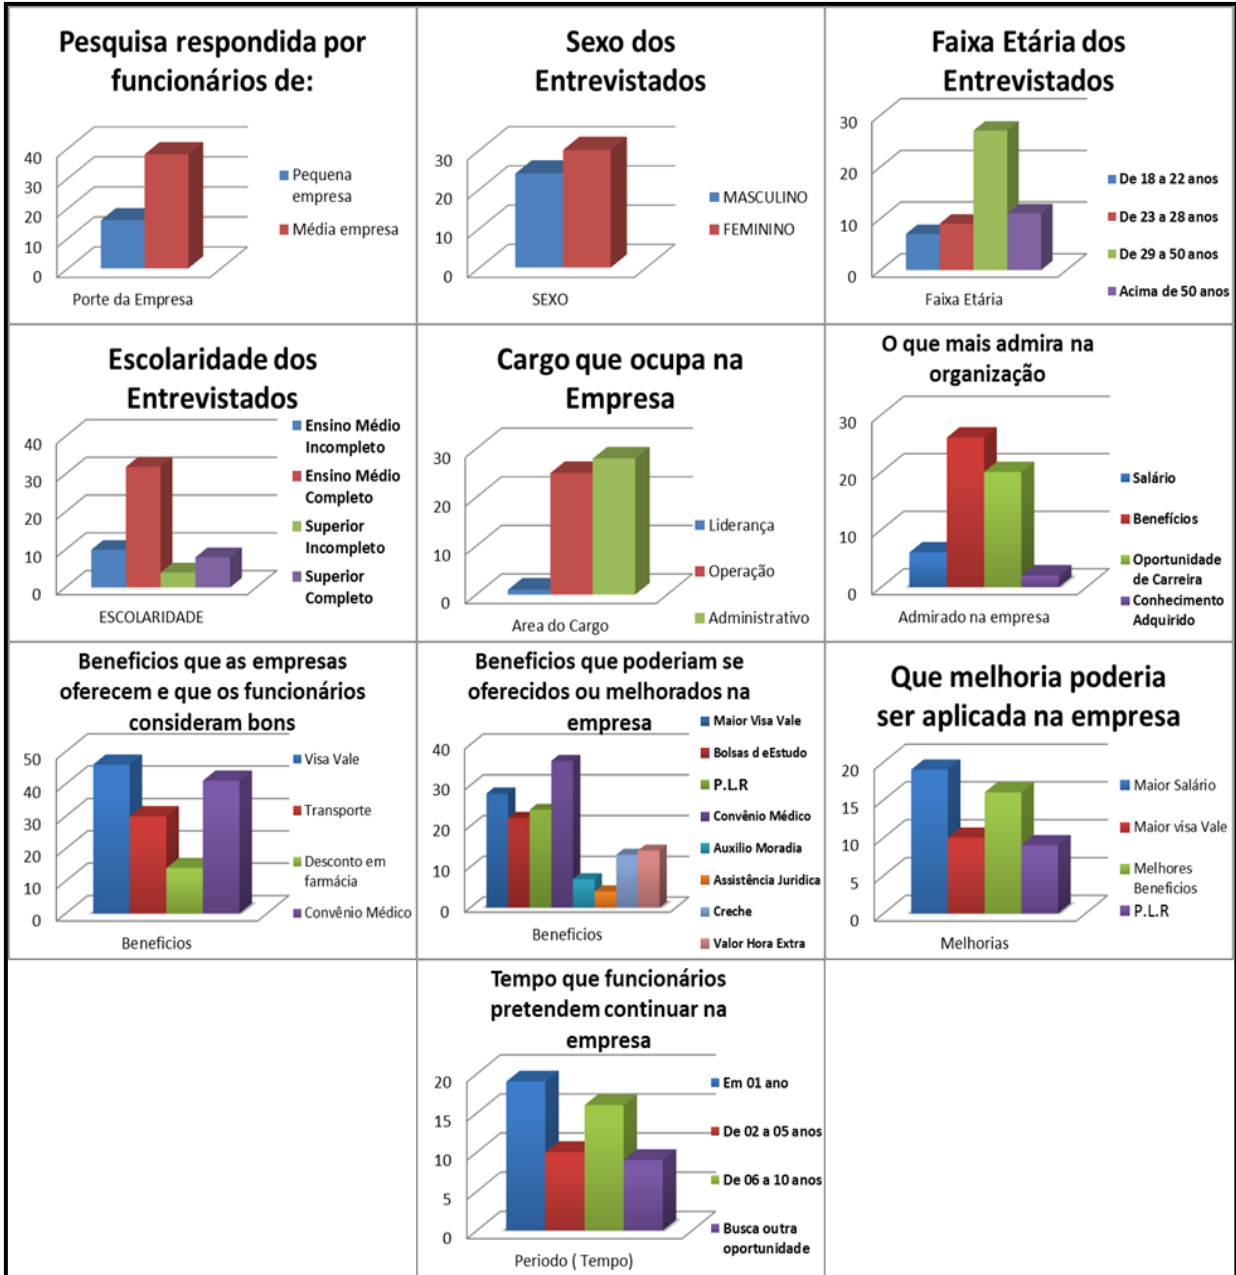 Pesquisa respondida por
funcionários de:
40
30
20
10
0
Porte da Empresa
Pequena
empresa
Média empresa
Sexo dos
Entrevistados
30
20
10
0
SEXO
MASCULINO
FEMININO
Faixa Etária dos
Entrevistados
30
20
10
0
Faixa Etária
De 18 a 22 anos
De 23 a 28 anos
De 29 a 50 anos
Acima de 50 anos
Escolaridade dos
Entrevistados
40
30
20
10
0
ESCOLARIDADE
Ensino Médio
Incompleto
Ensino Médio
Completo
Superior
Incompleto
Superior
Completo
Cargo que ocupa na
Empresa
30
20
10
0
Area do Cargo
Liderança
Operação
Administrativo
O que mais admira na
organização
30
20
10
0
Admirado na empresa
Salário
Benefícios
Oportunidade
de Carreira
Conhecimento
Adquirido
Beneficios que as empresas
oferecem e que os funcionários
consideram bons
50
40
30
20
10
0
Beneficios
Visa Vale
Transporte
Desconto em
farmácia
Convênio Médico
Beneficios que poderiam se
oferecidos ou melhorados na
empresa
40
30
20
10
0
Beneficios
Maior Visa Vale
Bolsas d eEstudo
P.L.R
Convênio Médico
Auxilio Moradia
Assistência Juridica
Creche
Valor Hora Extra
Que melhoria poderia
ser aplicada na empresa
20
15
10
5
0
Melhorias
Maior Salário
Maior visa Vale
Melhores
Beneficios
P.L.R
Tempo que funcionários
pretendem continuar na
empresa
20
15
10
5
0
Periodo ( Tempo)
Em 01 ano
De 02 a 05 anos
De 06 a 10 anos
Busca outra
oportunidade